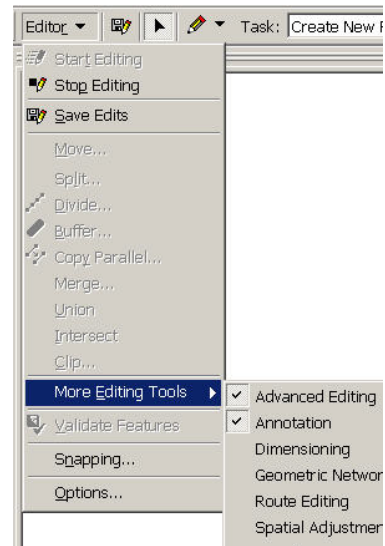 Editor Task: Create New F
Start Editing
Stop Editing
Save Edits
Move...
Split...
Divide...
Buffer...
Copy Parallel...
Merge...
Union
Intersect
Clip...
More Editing Tools
Advanced Editing
Validate Features
Annotation
Dimensioning
Snapping...
Geometric Networ
Options...
Route Editing
Spatial Adjustmen